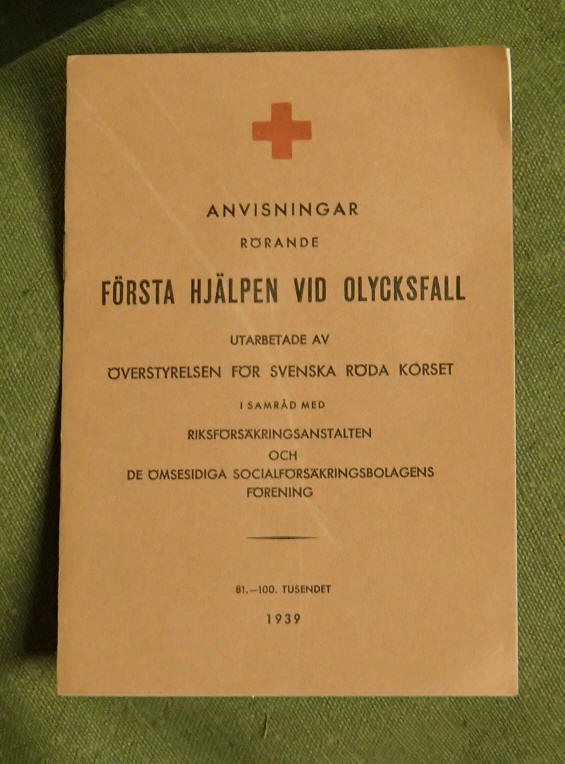 ANVISNINGAR
RÖRANDE
FÖRSTA HJÄLPEN VID OLYCKSFALL
UTARBETADE AV
ÖVERSTYRELSEN FÖR SVENSKA RÖDA KORSET
I SAMRÅD MED
RIKSFÖRSÄKRINGSANSTALTEN
OCH
DE ÖMSESIDIGA SOCIALFÖRSÄKRINGSBOLAGENS
FÖRENING
81.—100. TUSENDET
1939